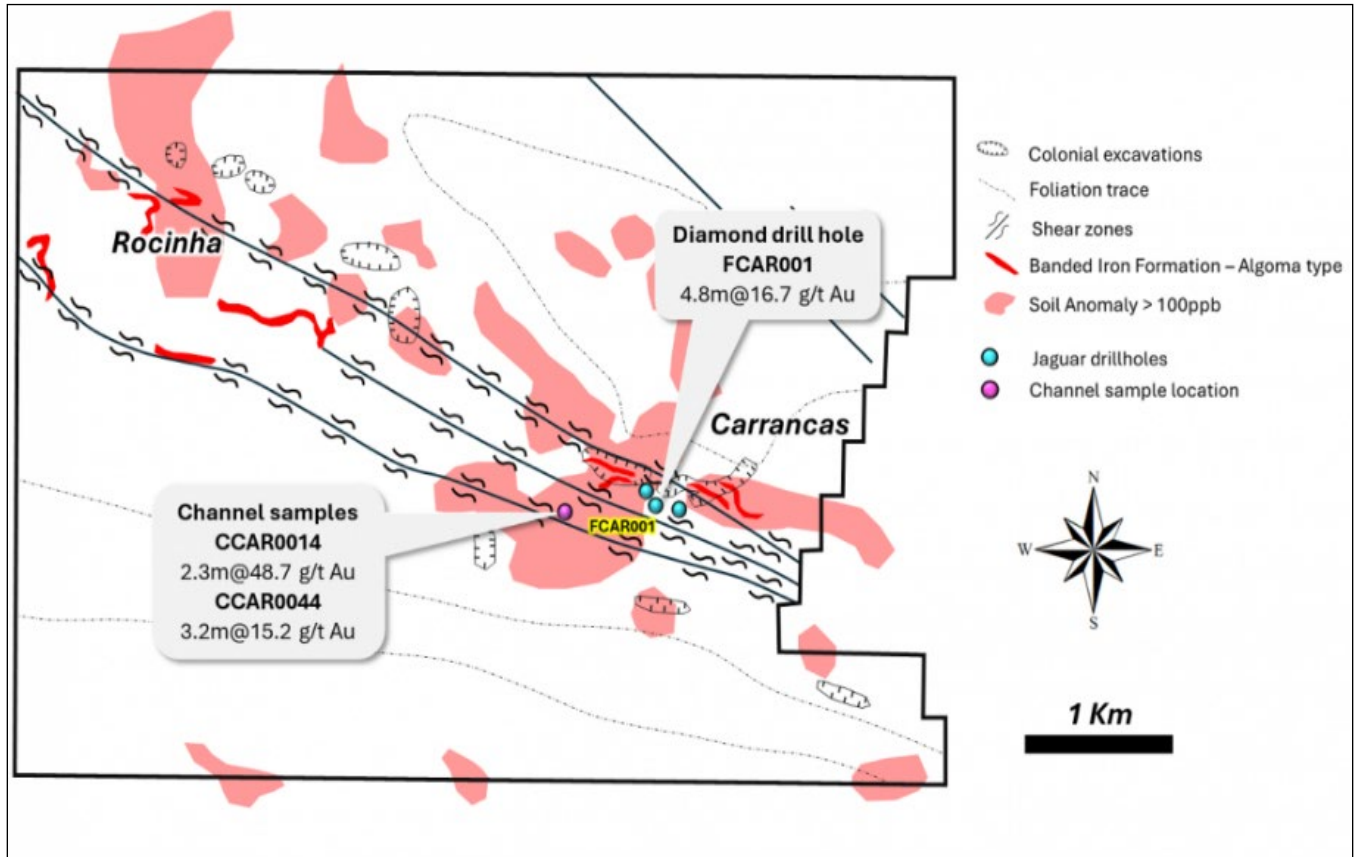 Rocinha
Diamond drill hole
FCAR001
4.8m@16.7 g/t Au
Carrancas
FCAR001
Channel samples
CCAR0014
2.3m@48.7 g/t Au
CCAR0044
3.2m@15.2 g/t Au
Colonial excavations
Foliation trace
Shear zones
Banded Iron Formation – Algoma type
Soil Anomaly > 100ppb
Jaguar drillholes
Channel sample location
N
W
E
S
1 Km